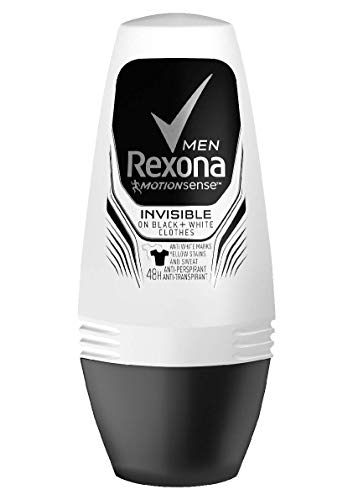 MEN
Rexona
MOTIONsense™
INVISIBLE
ON BLACK + WHITE
CLOTHES
ANTI WHITE MARKS
YELLOW STAINS
AND SWEAT
48H ANTI-PERSPIRANT
ANTI-TRANSPIRANT